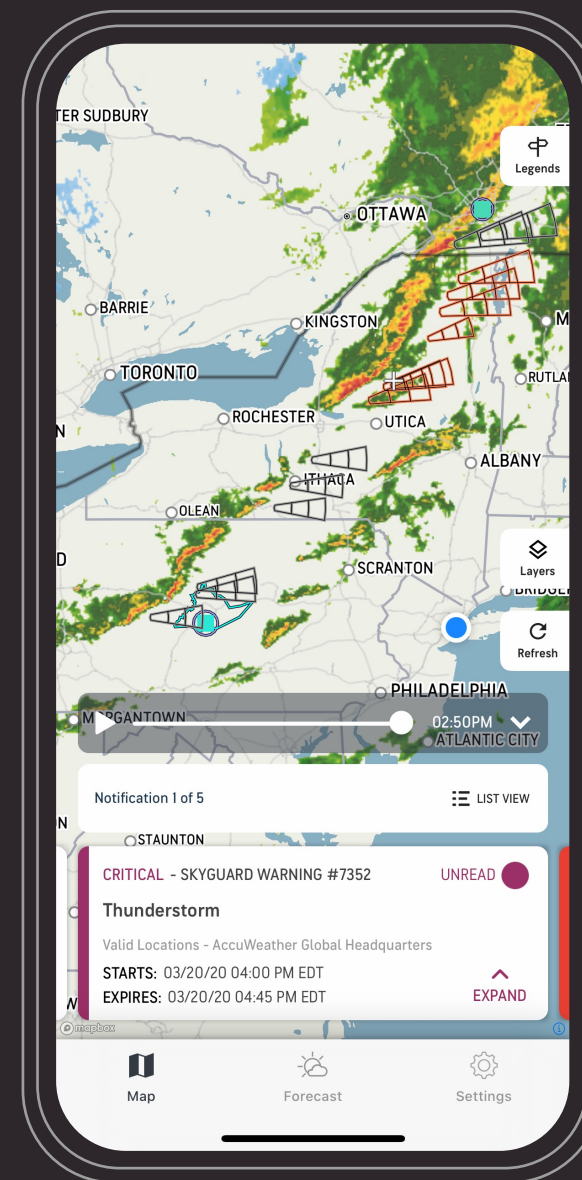 TER SUDBURY
Legends
OTTAWA
BARRIE
KINGSTON
M
TORONTO
RUTLA
ROCHESTER
UTICA
N
ALBANY
ITHACA
OLEAN
D
SCRANTON
Layers
BRIDGEP
Refresh
PHILADELPHIA
MORGANTOWN
02:50PM
ATLANTIC CITY
Notification 1 of 5
LIST VIEW
N
STAUNTON
CRITICAL - SKYGUARD WARNING #7352
UNREAD
Thunderstorm
Valid Locations - AccuWeather Global Headquarters
STARTS: 03/20/20 04:00 PM EDT
EXPIRES: 03/20/20 04:45 PM EDT
EXPAND
W
mapbox
Map
Forecast
Settings